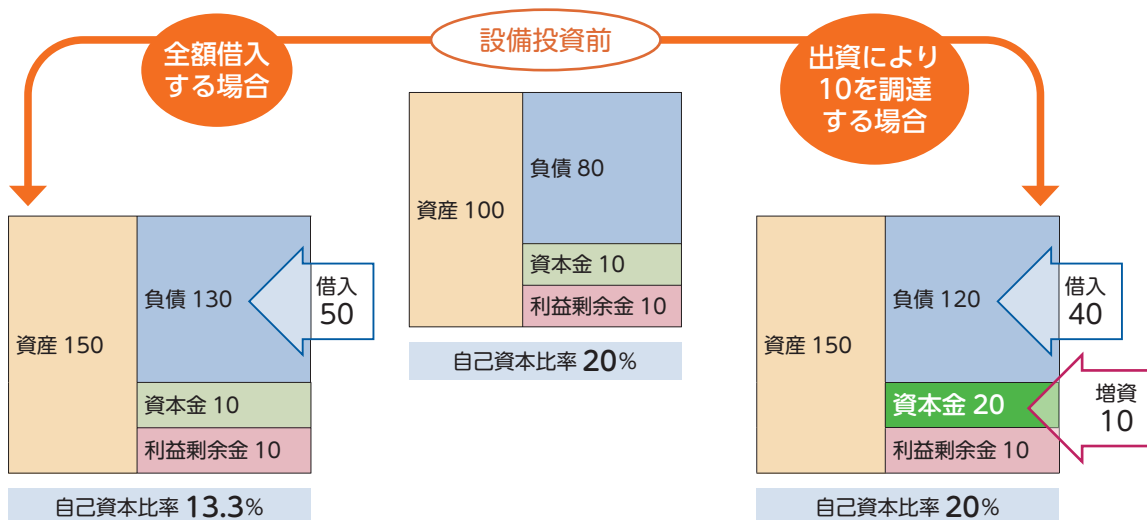 設備投資前
資産 100
負債 80
資本金 10
利益剰余金 10
自己資本比率 20%
全額借入
する場合
資産 150
負債 130
借入
50
資本金 10
利益剰余金 10
自己資本比率 13.3%
出資により
10を調達
する場合
資産 150
負債 120
借入
40
資本金 20
増資
10
利益剰余金 10
自己資本比率 20%